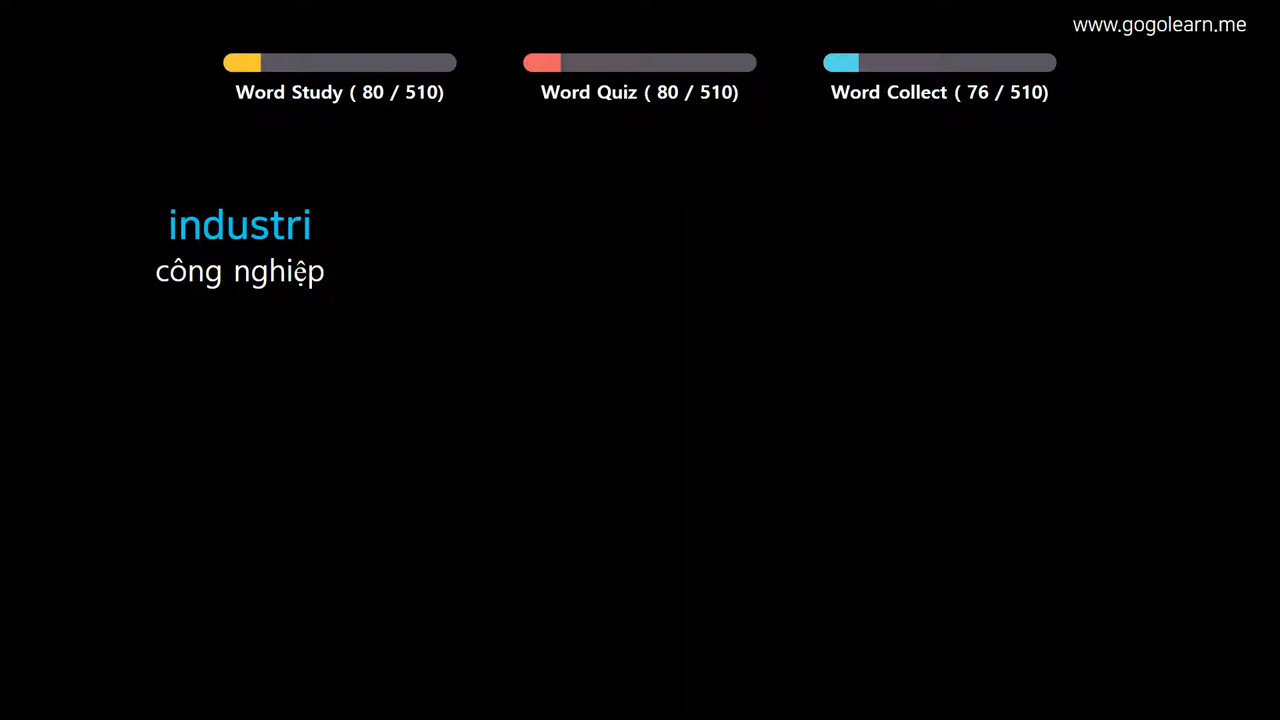 www.gogolearn.me
Word Study ( 80 / 510)
Word Quiz ( 80 / 510)
Word Collect ( 76 / 510)
industri
công nghiệp